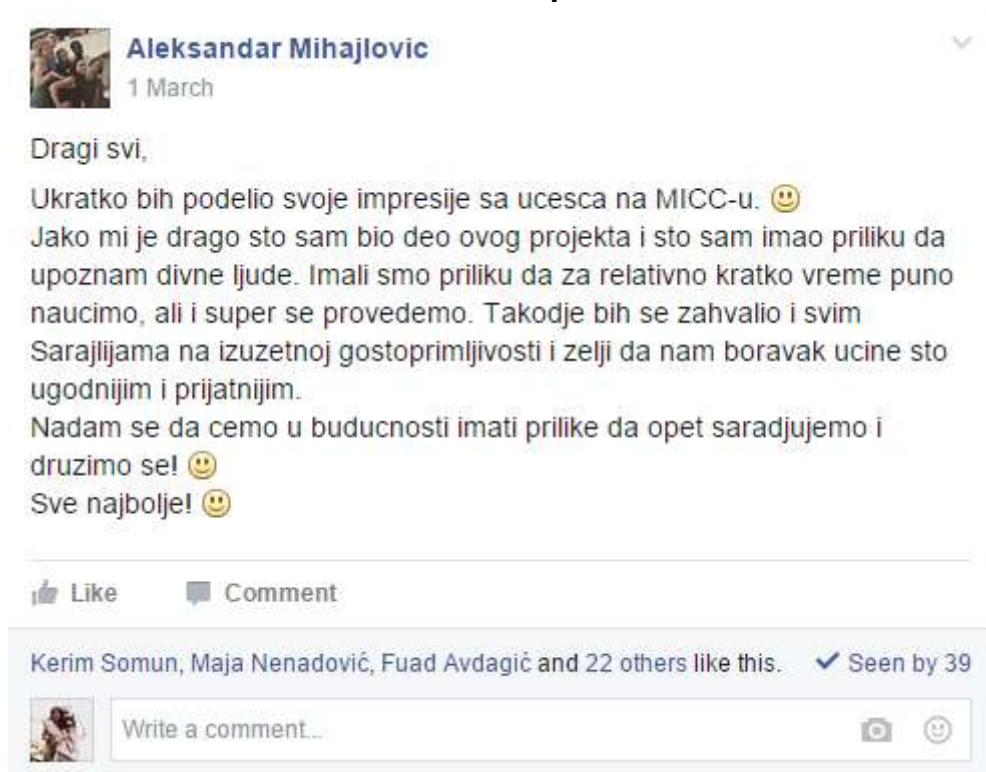 Aleksandar Mihajlovic
1 March
Dragi svi,
Ukratko bih podelio svoje impresije sa ucesca na MICC-u.
Jako mi je drago sto sam bio deo ovog projekta i sto sam imao priliku da
upoznam divne ljude. Imali smo priliku da za relativno kratko vreme puno
naucimo, ali i super se provedemo. Takodje bih se zahvalio i svim
Sarajlijama na izuzetnoj gostoprimljivosti i zelji da nam boravak ucine sto
ugodnijim i prijatnijim.
Nadam se da cemo u buducnosti imati prilike da opet saradjujemo i
druzimo se!
Sve najbolje!
Like Comment
Kerim Somun, Maja Nenadović, Fuad Avdagić and 22 others like this. Seen by 39
Write a comment...